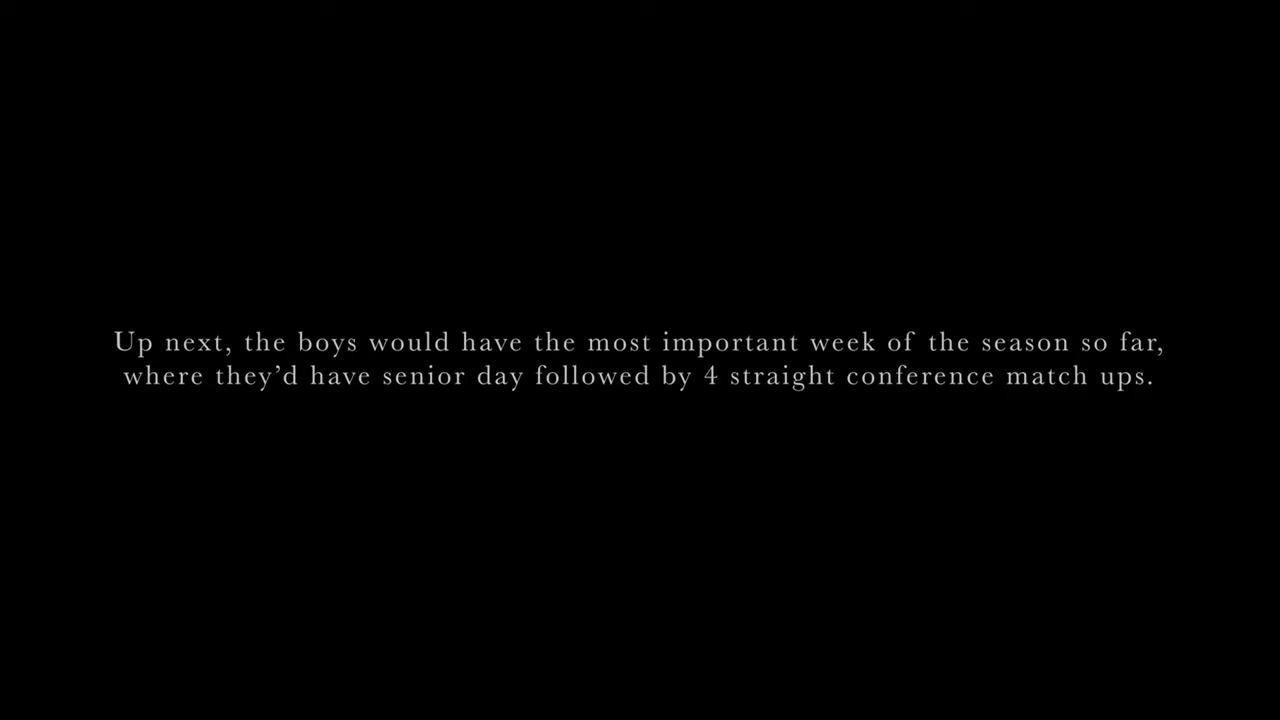 Up next, the boys would have the most important week of the season so far,
where they’d have senior day followed by 4 straight conference match ups.